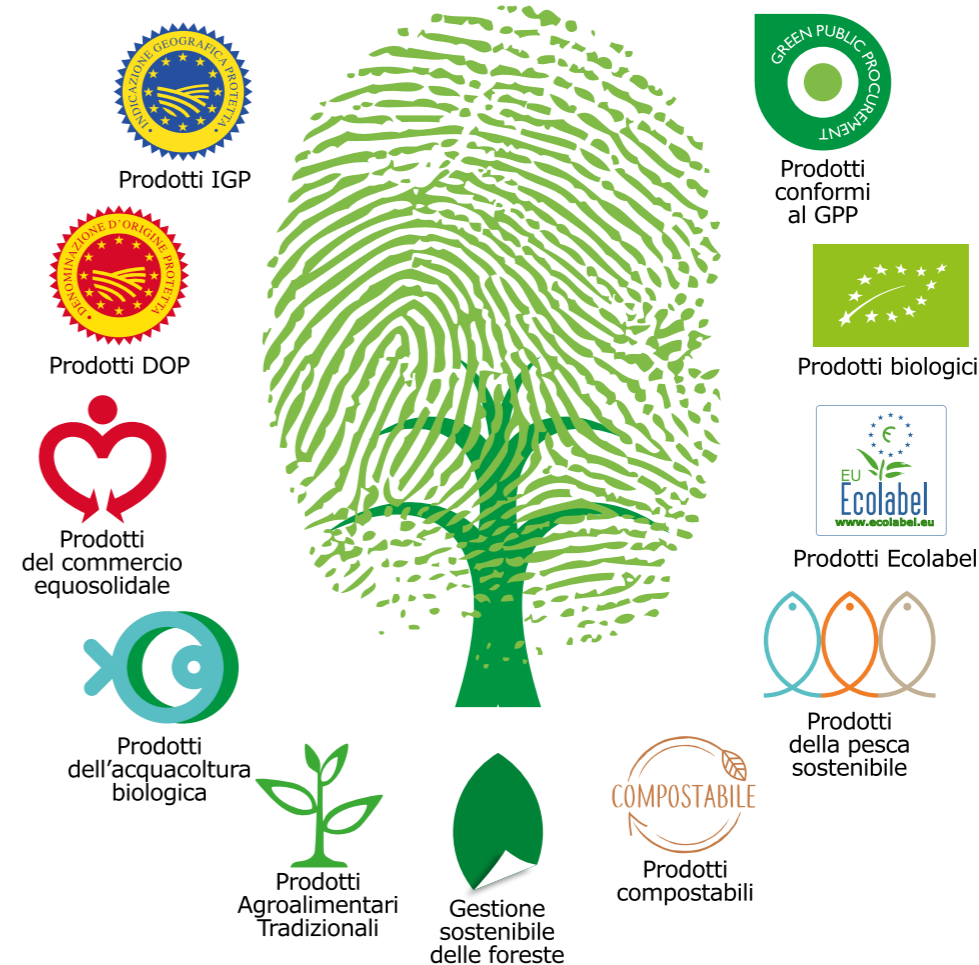 INDICAZIONE GEOGRAFICA PROTETTA
Prodotti IGP
DENOMINAZIONE D'ORIGINE PROTETTA
Prodotti DOP
Prodotti
del commercio
equosolidale
Prodotti
dell'acquacoltura
biologica
Prodotti
Agroalimentari
Tradizionali
Gestione
sostenibile
delle foreste
COMPOSTABILE
Prodotti
compostabili
GREEN PUBLIC PROCUREMENT
Prodotti
conformi
al GPP
Prodotti biologici
EU
Ecolabel
www.ecolabel.eu
Prodotti Ecolabel
Prodotti
della pesca
sostenibile